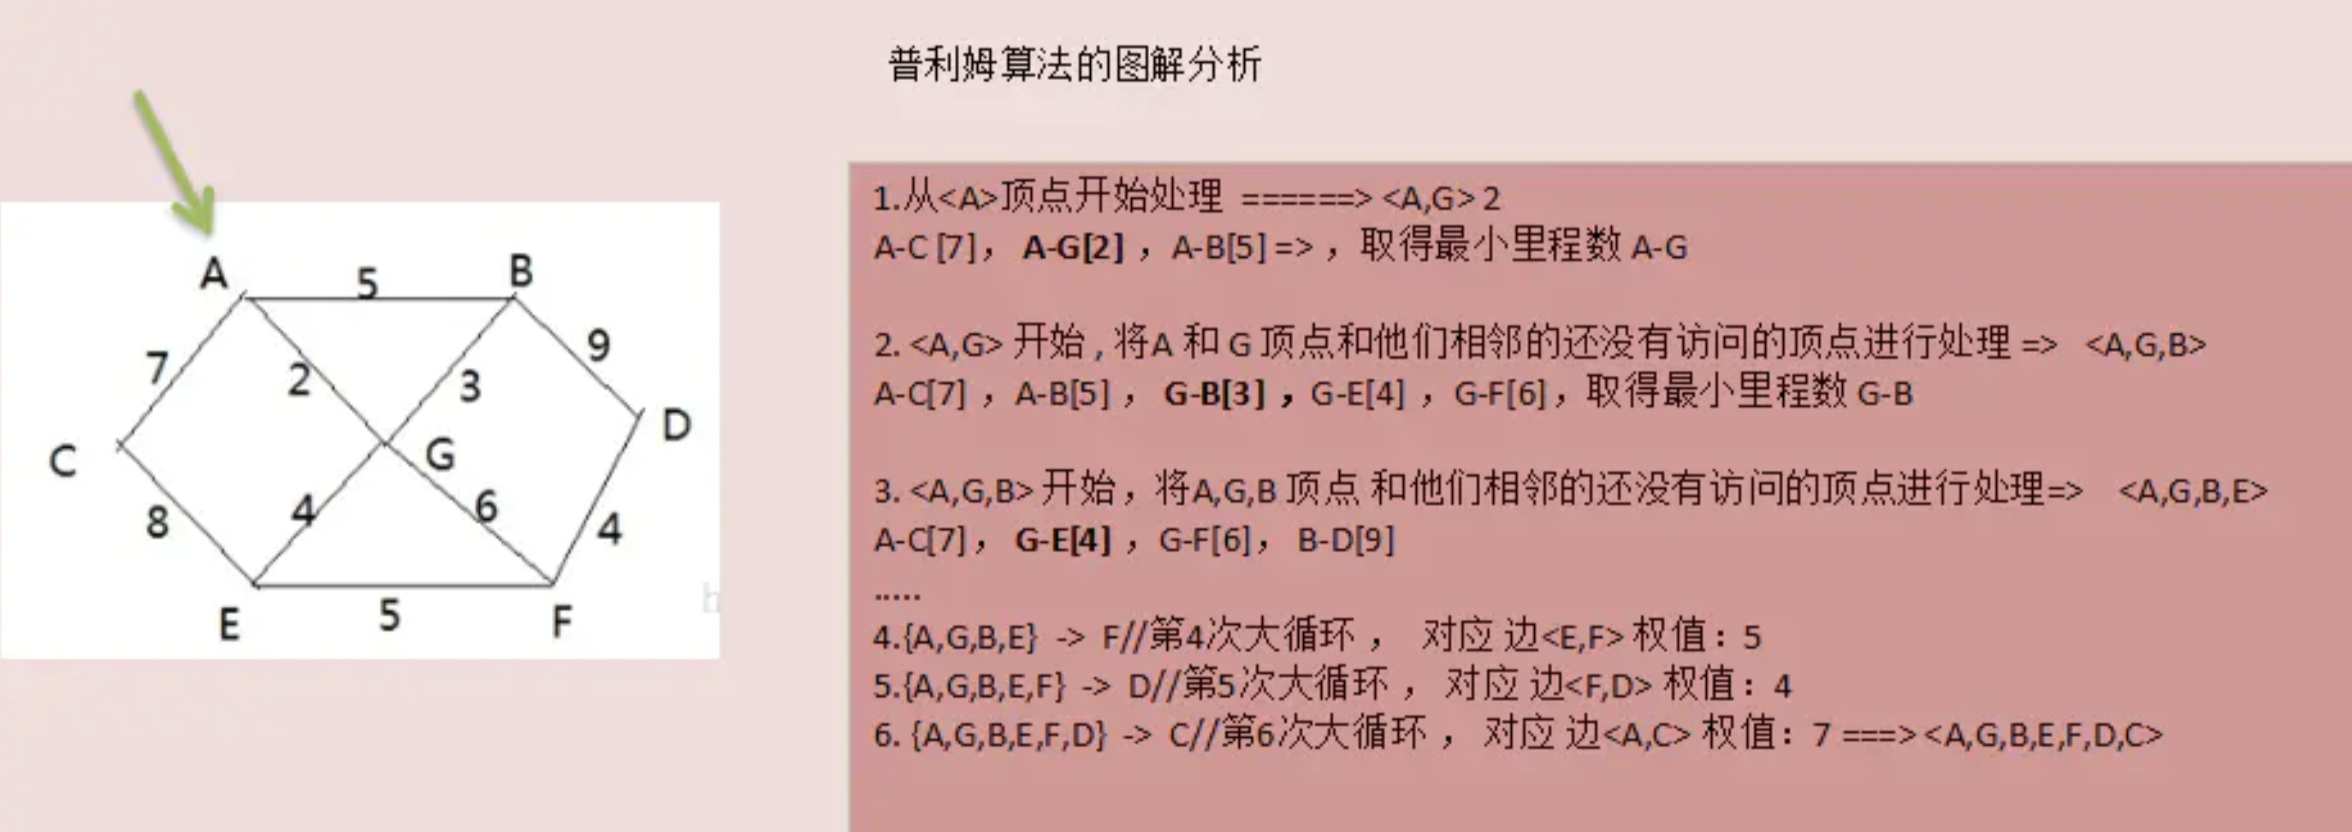 普利姆算法的图解分析
A
5
B
7
2
3
9
C
G
D
8
4
6
4
E
5
F
h
1.从<A>顶点开始处理 ======> <A,G> 2
A-C [7]， A-G[2] ，A-B[5] => ，取得最小里程数 A-G
2. <A,G> 开始 , 将A 和 G 顶点和他们相邻的还没有访问的顶点进行处理 => <A,G,B>
A-C[7] ，A-B[5] ， G-B[3] ，G-E[4] ，G-F[6]，取得最小里程数 G-B
3. <A,G,B> 开始，将A,G,B 顶点 和他们相邻的还没有访问的顶点进行处理=> <A,G,B,E>
A-C[7]， G-E[4] ，G-F[6]， B-D[9]
.....
4.{A,G,B,E} -> F//第4次大循环 ， 对应 边<E,F> 权值：5
5.{A,G,B,E,F} -> D//第5次大循环 ， 对应 边<F,D> 权值：4
6. {A,G,B,E,F,D} -> C//第6次大循环 ， 对应 边<A,C> 权值：7 ===> <A,G,B,E,F,D,C>